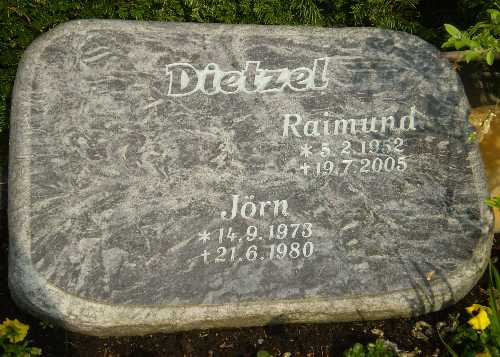 Dietzel
Raimund
* 5.2.1952
† 19.7.2005
Jörn
* 14.9.1973
† 21.6.1980